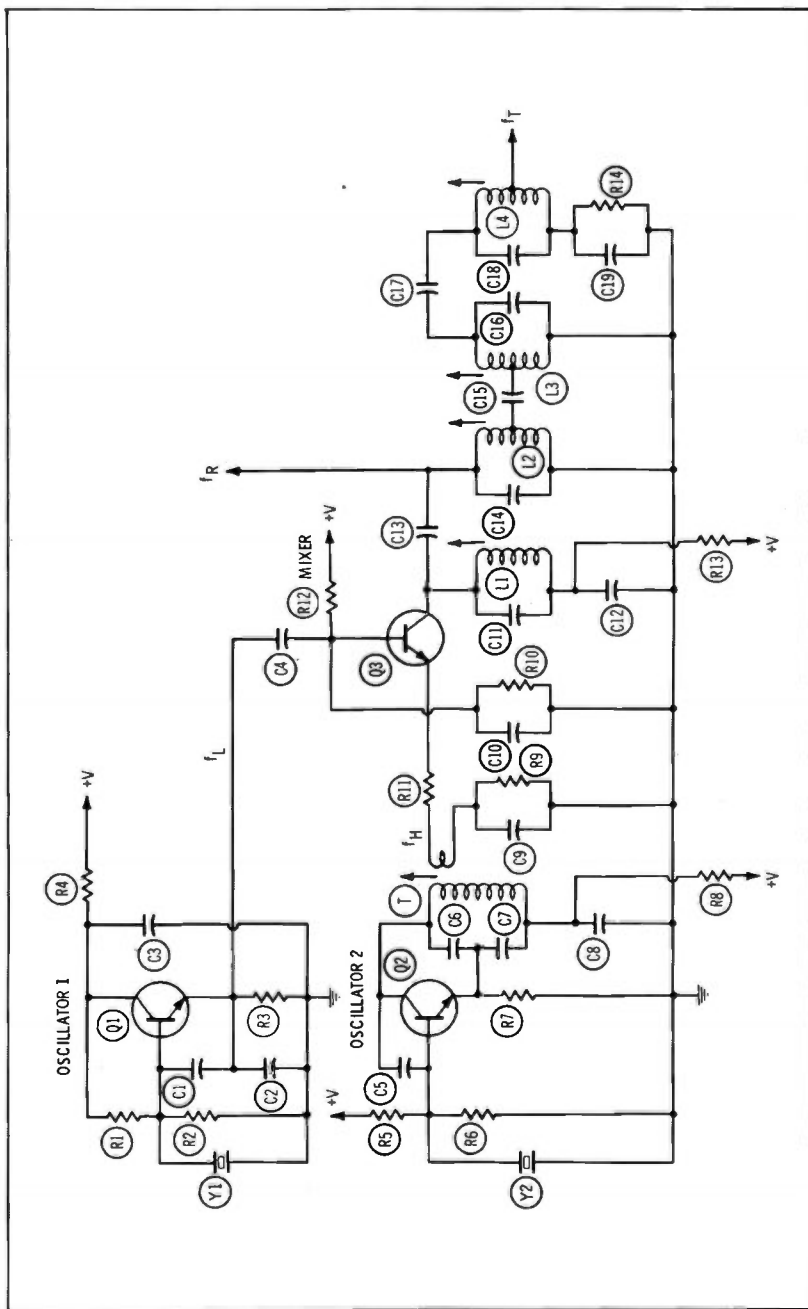 OSCILLATOR 1
R4
+V
Q1
C3
R1
C1
R3
R2
C2
Y1
f_L
C4
R12
+V
MIXER
f_R
Q3
C13
OSCILLATOR 2
+V
R5
C5
Q2
T
C6
C7
R6
R7
Y2
C8
R8
+V
f_H
R11
C9
R9
C10
R10
C11
L1
C12
R13
+V
C14
L2
C15
L3
C16
C17
C18
L4
f_T
C19
R14